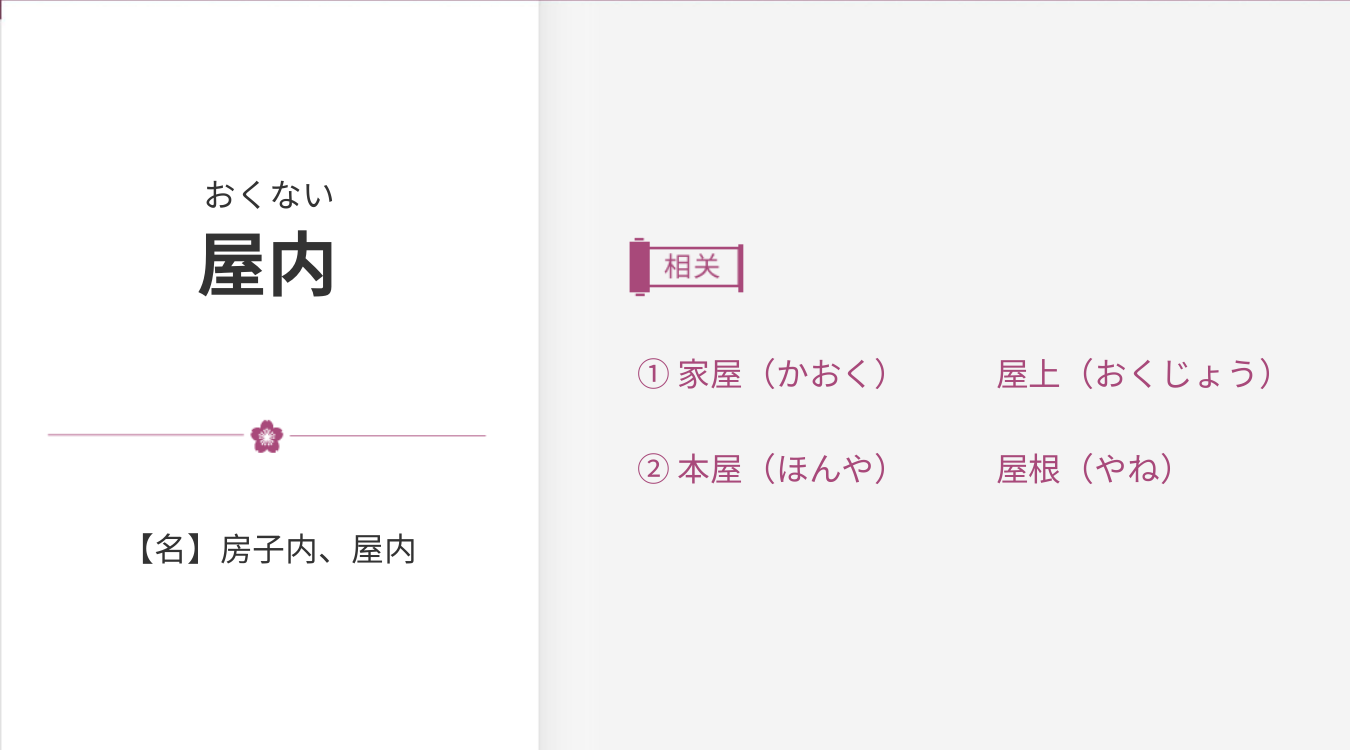 おくない
屋内
【名】房子内、屋内
相关
① 家屋（かおく） 屋上（おくじょう）
② 本屋（ほんや） 屋根（やね）